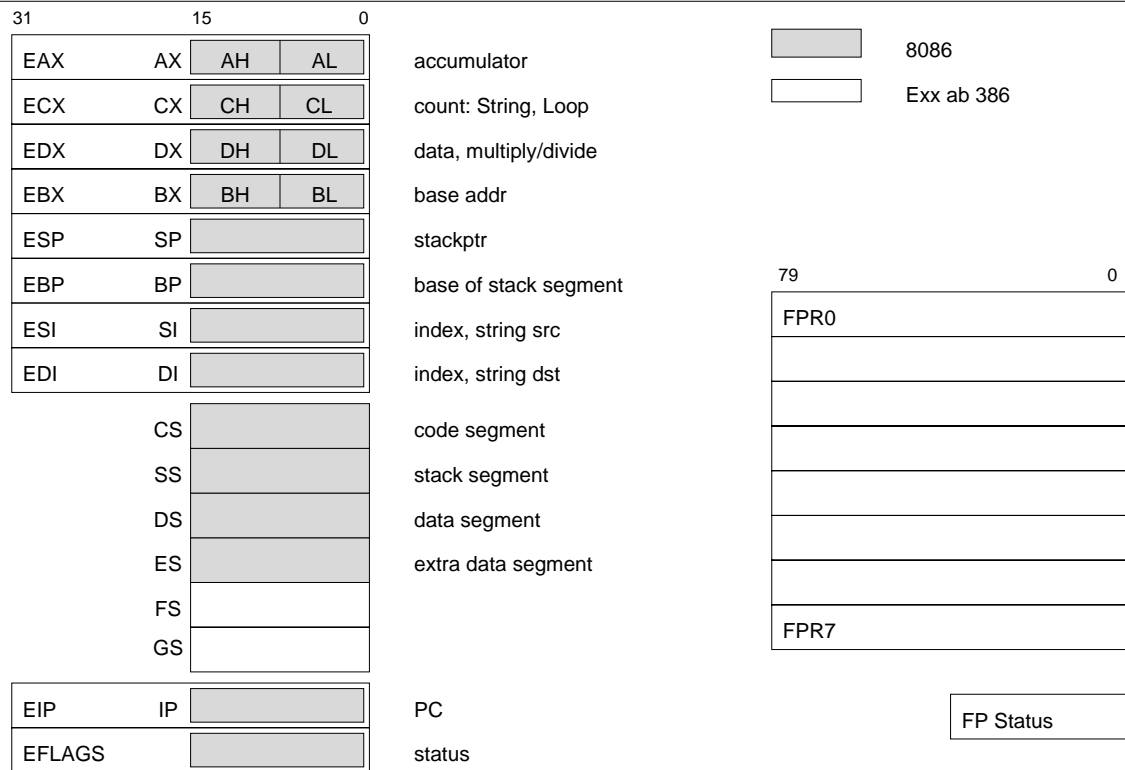 31 15 0
EAX AX AH AL accumulator
8086
ECX CX CH CL count: String, Loop
Exx ab 386
EDX DX DH DL data, multiply/divide
EBX BX BH BL base addr
ESP SP stackptr
EBP BP base of stack segment
79 0
ESI SI index, string src
FPR0
EDI DI index, string dst
CS code segment
SS stack segment
DS data segment
ES extra data segment
FS
FPR7
GS
EIP IP PC
FP Status
EFLAGS status